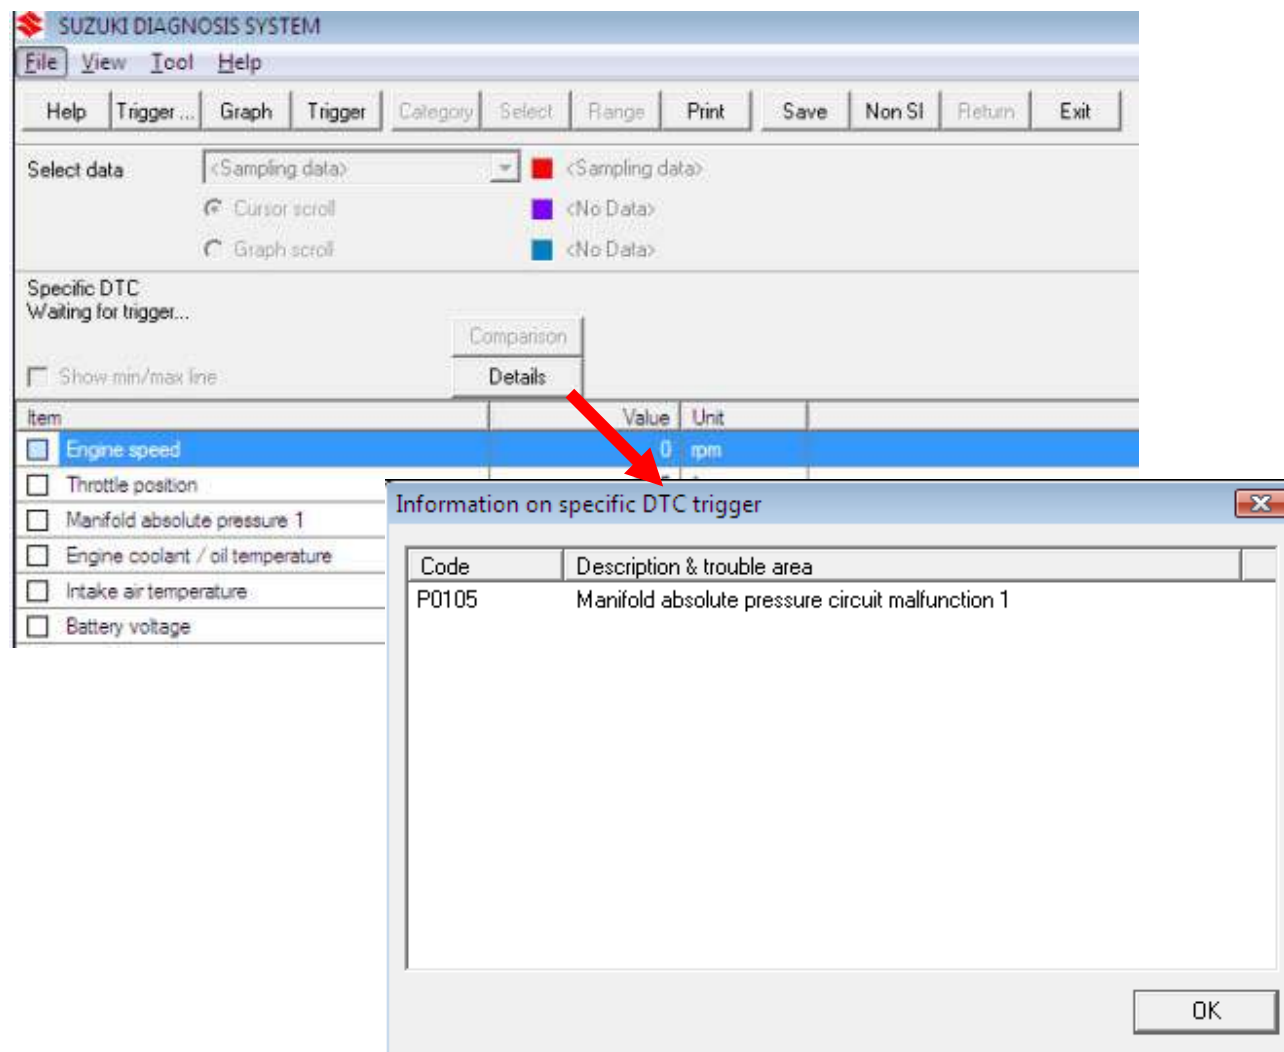 SUZUKI DIAGNOSIS SYSTEM
File View Tool Help
Help Trigger ... Graph Trigger Category Select Range Print Save Non SI Return Exit
Select data <Sampling data> <Sampling data>
Cursor scroll <No Data>
Graph scroll <No Data>
Specific DTC
Waiting for trigger...
Comparison
Show min/max line Details
Item Value Unit
Engine speed 0 rpm
Throttle position
Manifold absolute pressure 1
Engine coolant / oil temperature
Intake air temperature
Battery voltage
Information on specific DTC trigger
Code Description & trouble area
P0105 Manifold absolute pressure circuit malfunction 1
OK